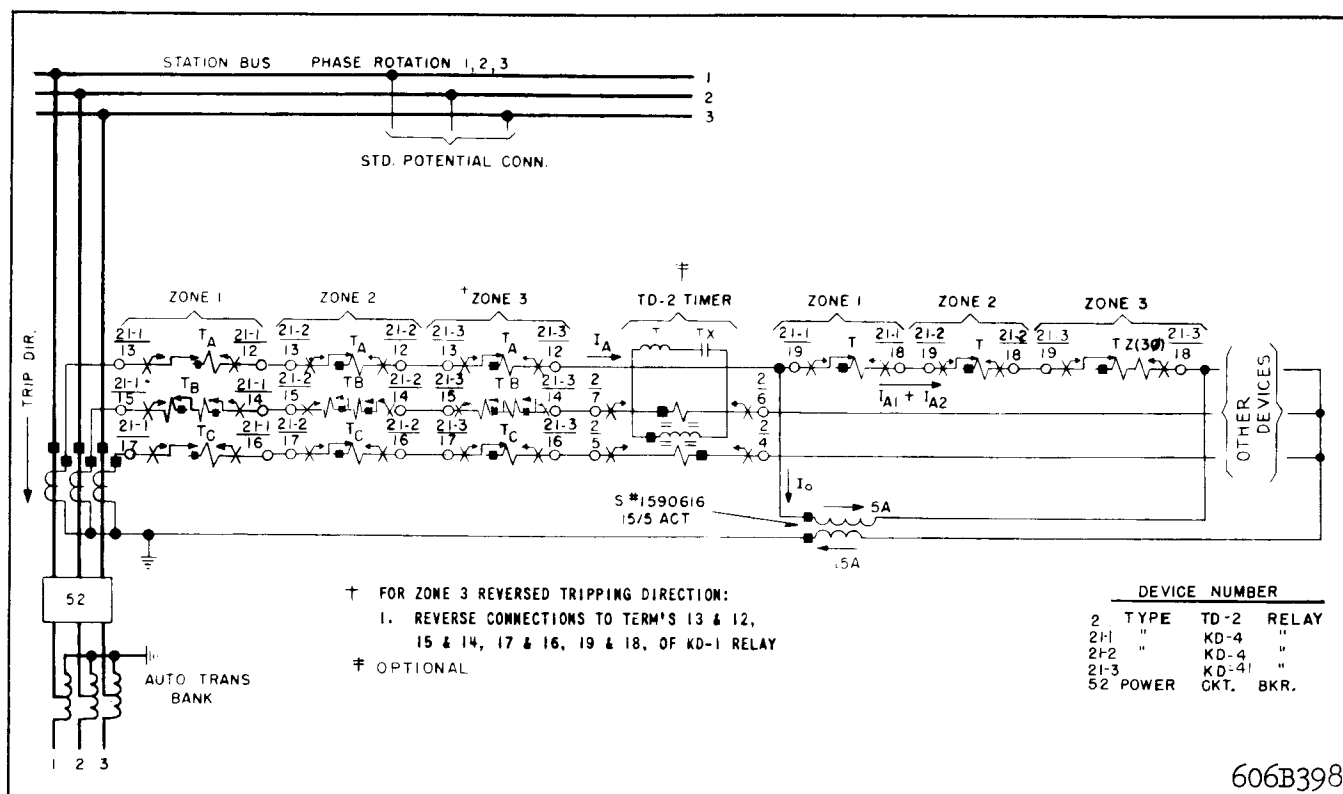 STATION BUS PHASE ROTATION 1, 2, 3
1
2
3
STD. POTENTIAL CONN.
TRIP DIR.
ZONE 1 ZONE 2 † ZONE 3 TD-2 TIMER ZONE 1 ZONE 2 ZONE 3
21-1 TA 21-1 21-2 TA 21-2 21-3 TA 21-3 IA T TX 21-1 T 21-1 21-2 T 21-2 21-3 T Z(3Ø) 21-3
13 12 13 12 13 12 19 18 19 18 19 18
21-1 TB 21-1 21-2 TB 21-2 21-3 TB 21-3 2 2 IA1 + IA2
15 14 15 14 15 14 7 6
21-1 TC 21-1 21-2 TC 21-2 21-3 TC 21-3 2 2
17 16 17 16 17 16 5 4
OTHER
DEVICES
Io
S#1590616
15/5 ACT
5A
15A
52
AUTO TRANS
BANK
1 2 3
† FOR ZONE 3 REVERSED TRIPPING DIRECTION:
1. REVERSE CONNECTIONS TO TERM'S 13 & 12,
15 & 14, 17 & 16, 19 & 18, OF KD-1 RELAY
‡ OPTIONAL
DEVICE NUMBER
2 TYPE TD-2 RELAY
21-1 " KD-4 "
21-2 " KD-4 "
21-3 KD-41 "
52 POWER CKT. BKR.
606B398